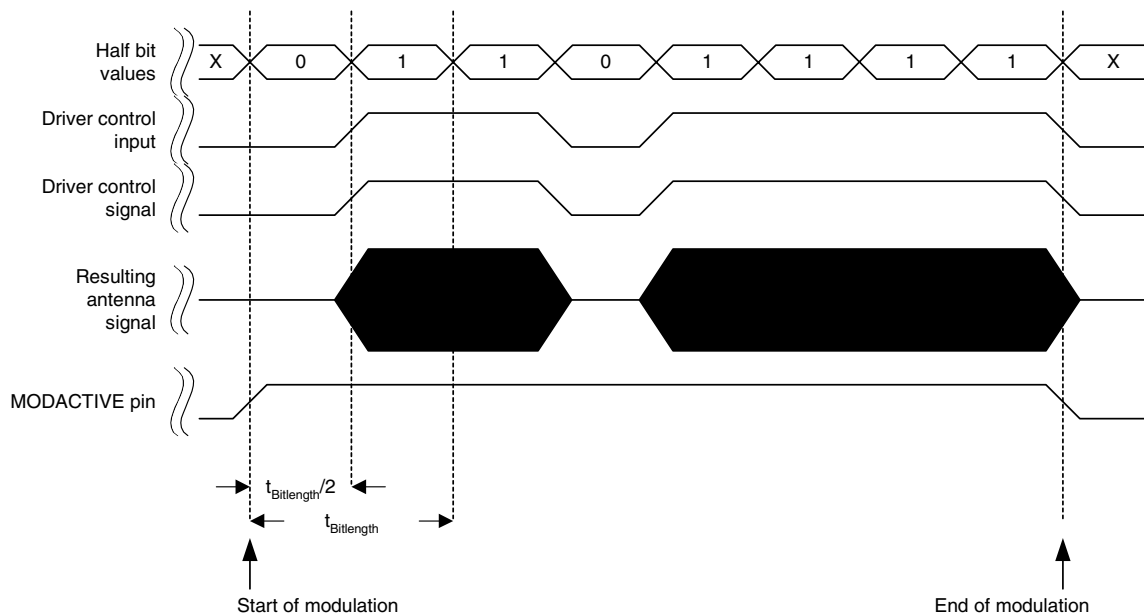 Half bit
values
X 0 1 1 0 1 1 1 1 X
Driver control
input
Driver control
signal
Resulting
antenna
signal
MODACTIVE pin
tBitlength/2
tBitlength
Start of modulation
End of modulation